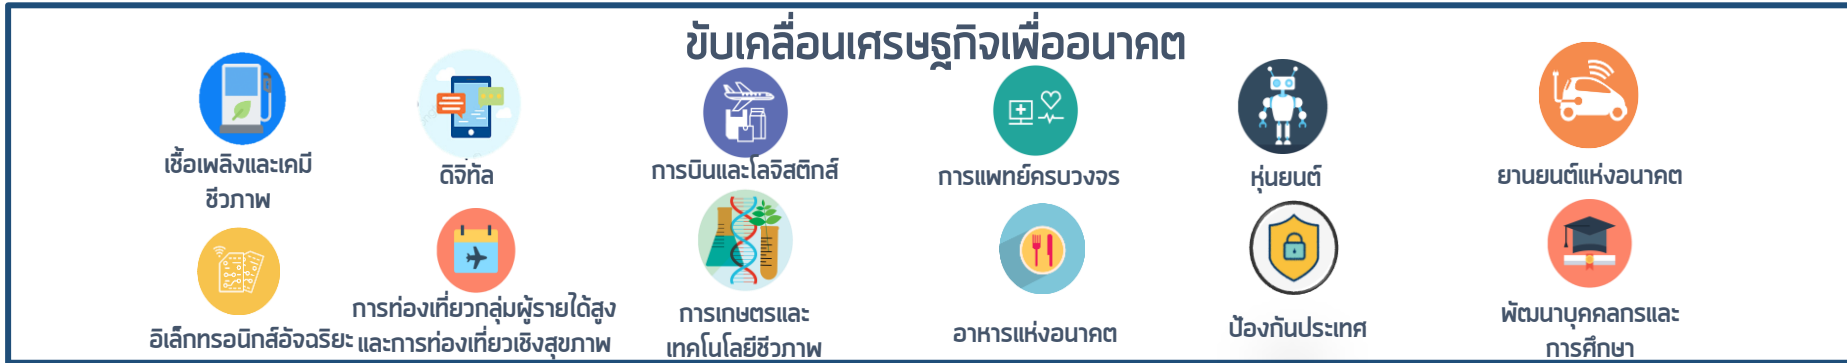 ขับเคลื่อนเศรษฐกิจเพื่ออนาคต
เชื้อเพลิงและเคมี
ชีวภาพ
ดิจิทัล
การบินและโลจิสติกส์
การแพทย์ครบวงจร
หุ่นยนต์
ยานยนต์แห่งอนาคต
อิเล็กทรอนิกส์อัจฉริยะ
การท่องเที่ยวกลุ่มผู้รายได้สูง
และการท่องเที่ยวเชิงสุขภาพ
การเกษตรและ
เทคโนโลยีชีวภาพ
อาหารแห่งอนาคต
ป้องกันประเทศ
พัฒนาบุคคลกรและ
การศึกษา